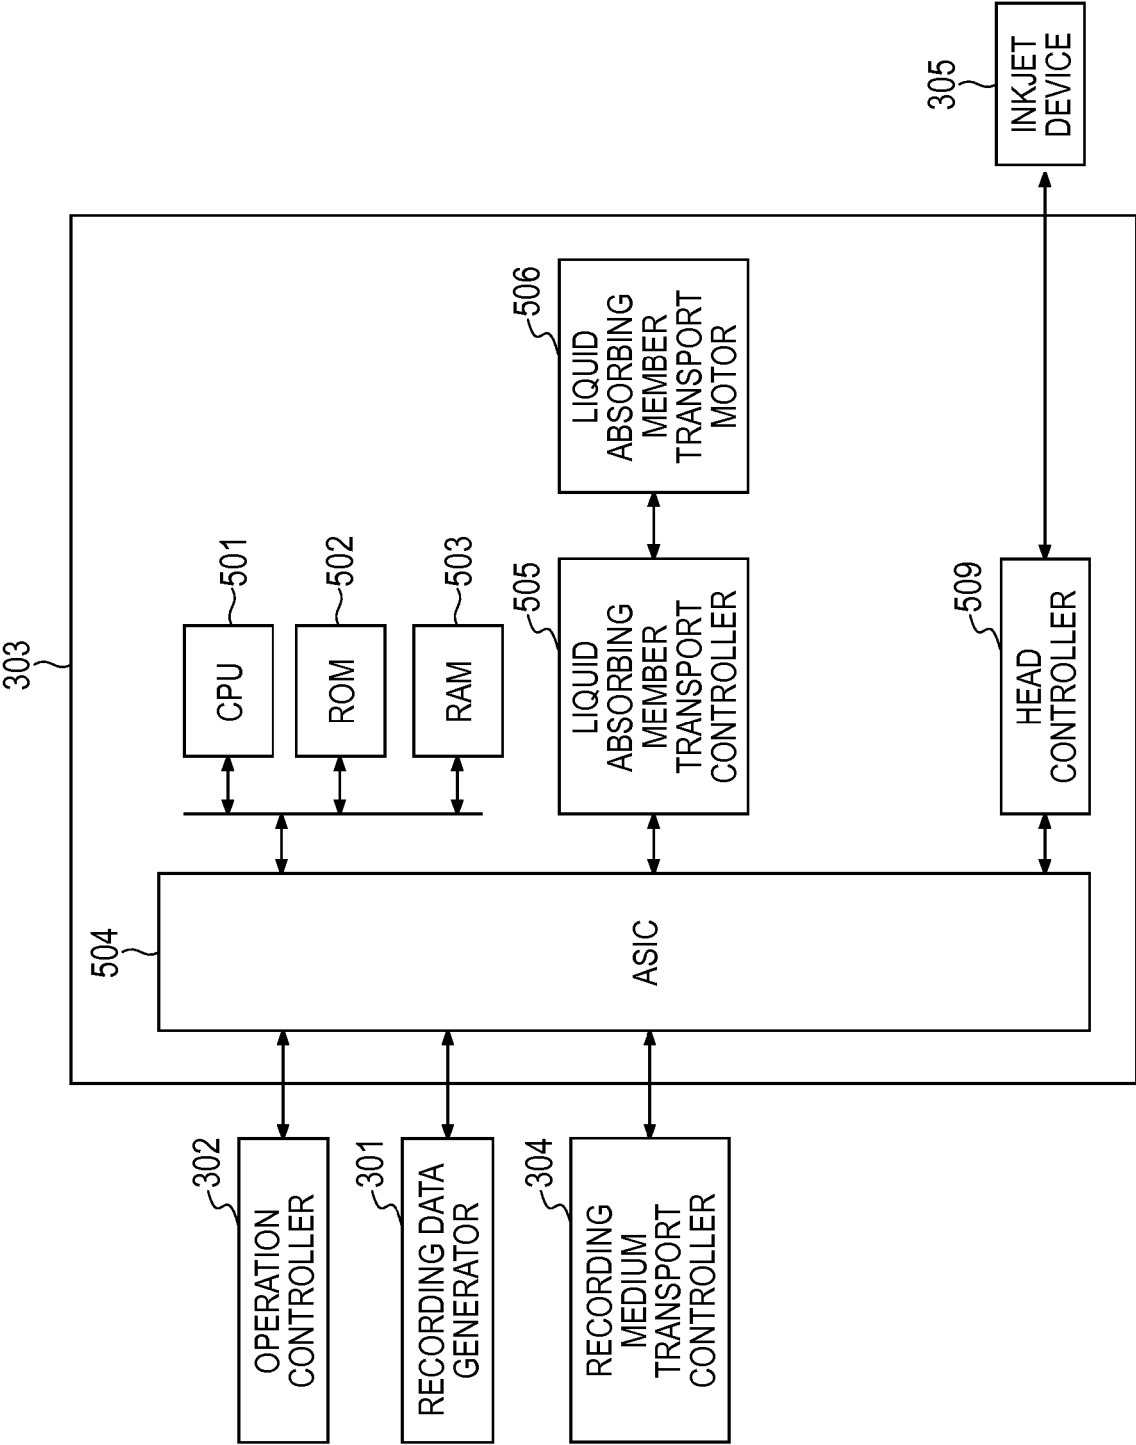 303
504
302
OPERATION
CONTROLLER
301
RECORDING DATA
GENERATOR
304
RECORDING
MEDIUM
TRANSPORT
CONTROLLER
ASIC
CPU
501
ROM
502
RAM
503
505
LIQUID
ABSORBING
MEMBER
TRANSPORT
CONTROLLER
506
LIQUID
ABSORBING
MEMBER
TRANSPORT
MOTOR
509
HEAD
CONTROLLER
305
INKJET
DEVICE